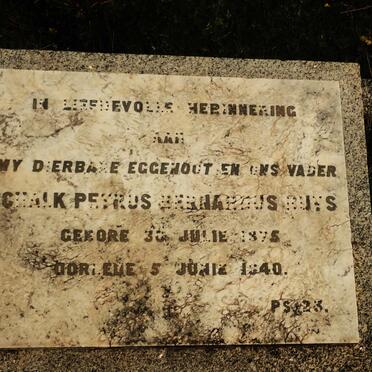 IN LIEFDEVOLLE HERINNERING
AAN
MY DIERBARE EGGENOOT EN ONS VADER
SCHALK PETRUS BERNARDUS BUYS
GEBORE 30 JULIE 1875
OORLEDE 5 JUNIE 1940.
PS. 23.